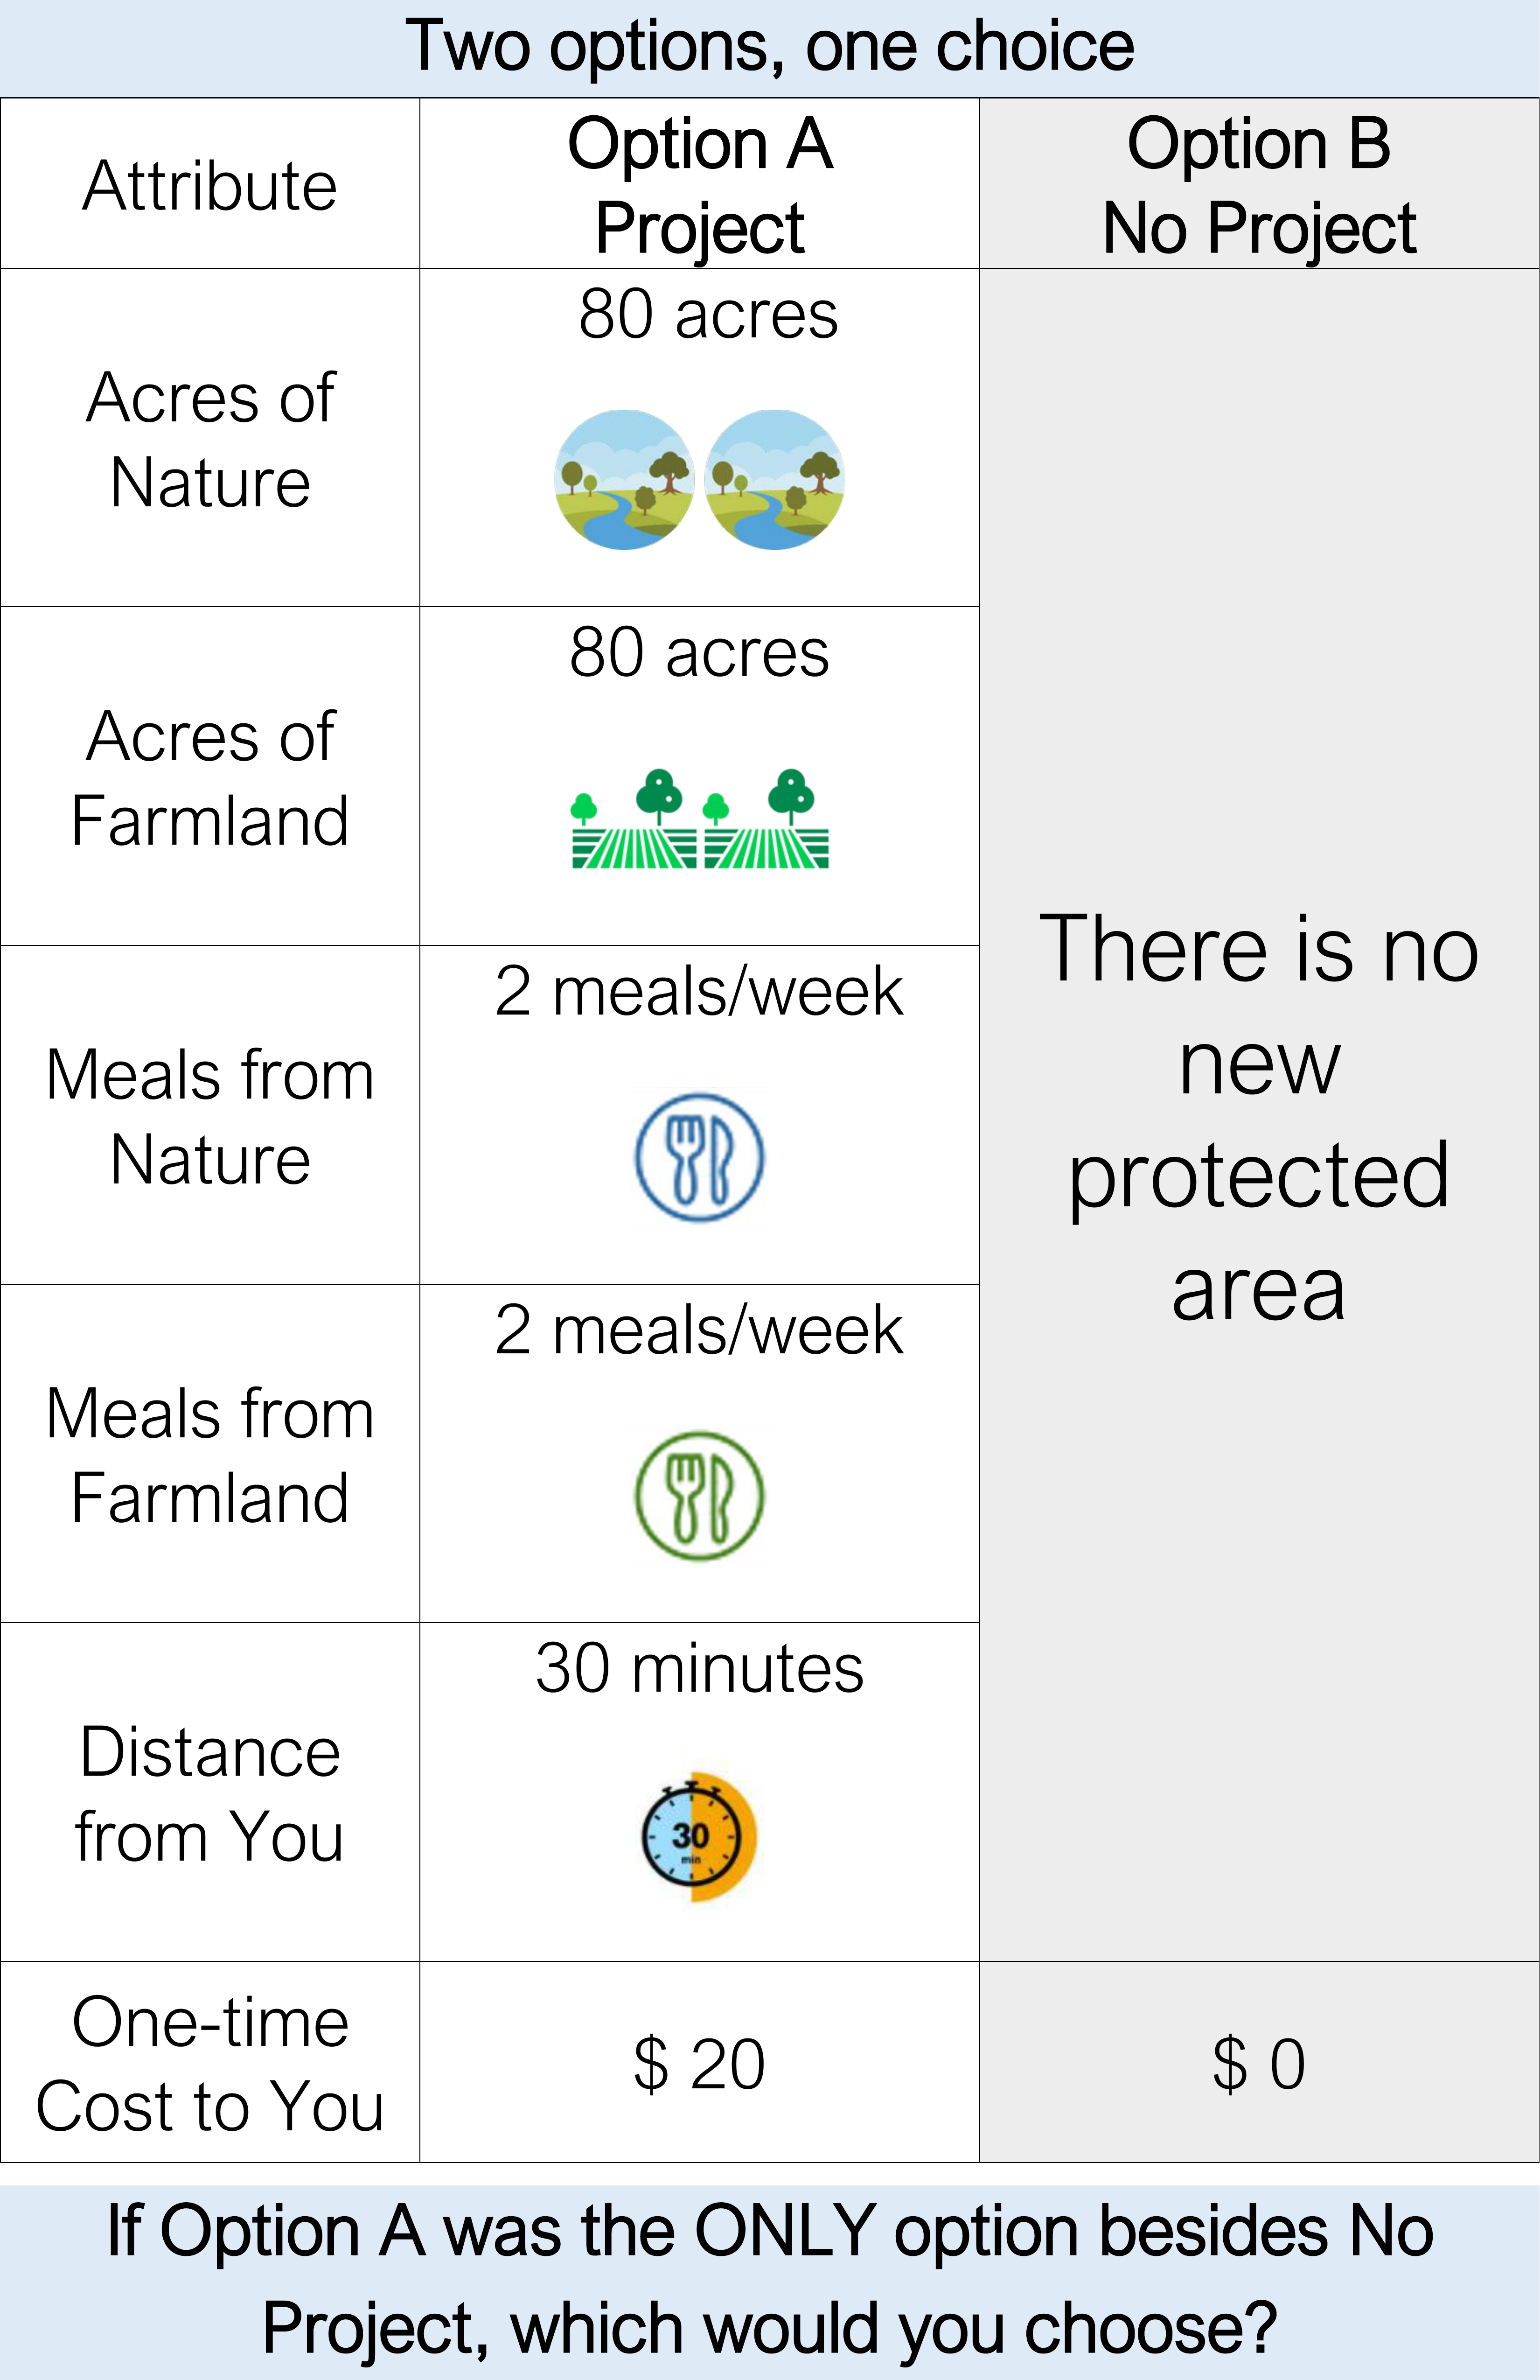 Two options, one choice
Attribute
Option A
Project
Option B
No Project
Acres of
Nature
80 acres
Acres of
Farmland
80 acres
Meals from
Nature
2 meals/week
Meals from
Farmland
2 meals/week
Distance
from You
30 minutes
30
min
There is no
new
protected
area
One-time
Cost to You
$ 20
$ 0
If Option A was the ONLY option besides No
Project, which would you choose?